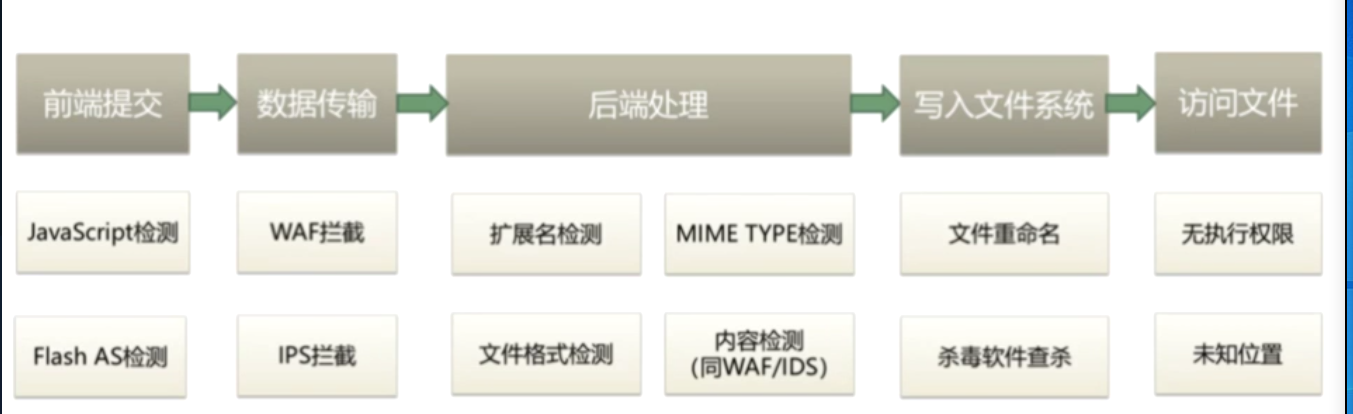 前端提交
数据传输
后端处理
写入文件系统
访问文件
JavaScript检测
WAF拦截
扩展名检测
MIME TYPE检测
文件重命名
无执行权限
Flash AS检测
IPS拦截
文件格式检测
内容检测
(同WAF/IDS)
杀毒软件查杀
未知位置